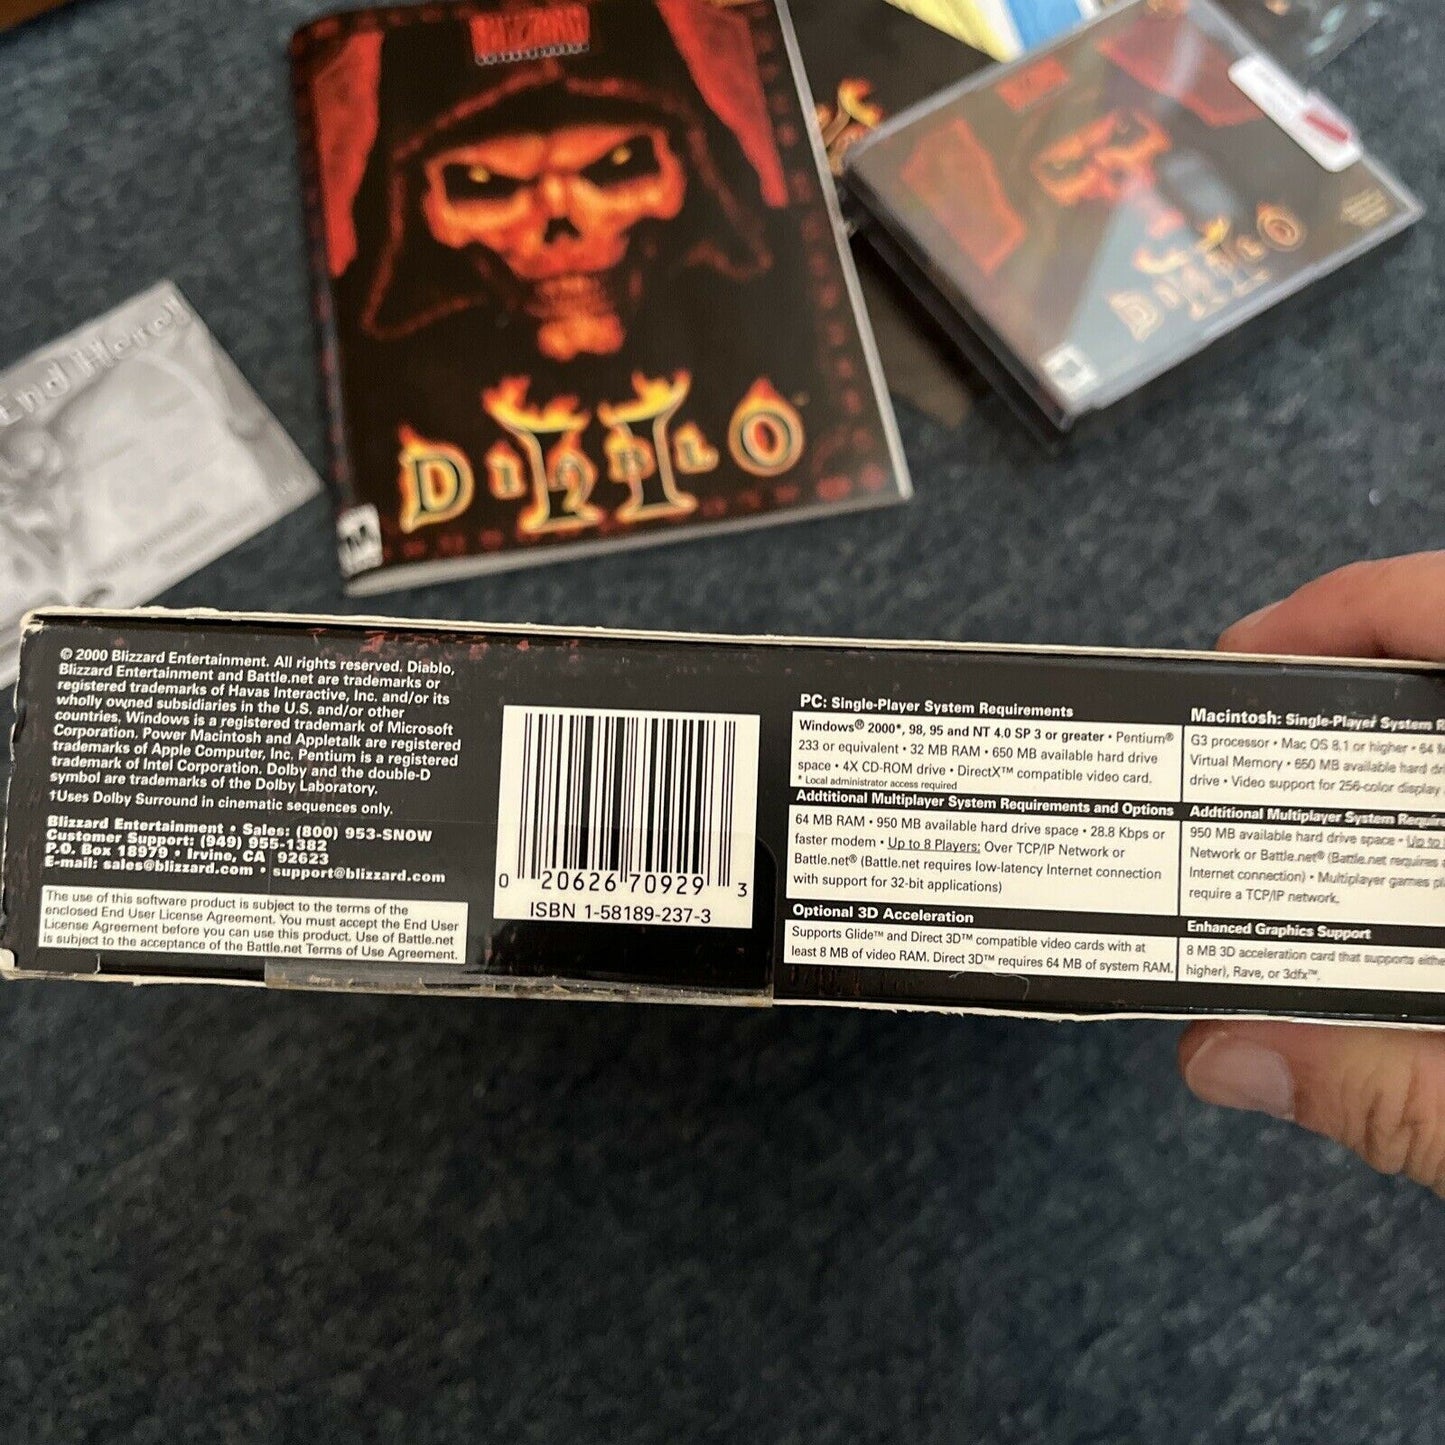 BLIZZARD
DIABLO
II
M
End Hero!
DIABLO
II
© 2000 Blizzard Entertainment. All rights reserved. Diablo,
Blizzard Entertainment and Battle.net are trademarks or
registered trademarks of Havas Interactive, Inc. and/or its
wholly owned subsidiaries in the U.S. and/or other
countries. Windows is a registered trademark of Microsoft
Corporation. Power Macintosh and Appletalk are registered
trademarks of Apple Computer, Inc. Pentium is a registered
trademark of Intel Corporation. Dolby and the double-D
symbol are trademarks of the Dolby Laboratory.
†Uses Dolby Surround in cinematic sequences only.
Blizzard Entertainment • Sales: (800) 953-SNOW
Customer Support: (949) 955-1382
P.O. Box 18979 • Irvine, CA 92623
E-mail: sales@blizzard.com • support@blizzard.com
The use of this software product is subject to the terms of the
enclosed End User License Agreement. You must accept the End User
License Agreement before you can use this product. Use of Battle.net
is subject to the acceptance of the Battle.net Terms of Use Agreement.
0 20626 70929 3
ISBN 1-58189-237-3
PC: Single-Player System Requirements
Windows® 2000*, 98, 95 and NT 4.0 SP 3 or greater • Pentium®
233 or equivalent • 32 MB RAM • 650 MB available hard drive
space • 4X CD-ROM drive • DirectX™ compatible video card.
* Local administrator access required
Addtitional Multiplayer System Requirements and Options
64 MB RAM • 950 MB available hard drive space • 28.8 Kbps or
faster modem • Up to 8 Players: Over TCP/IP Network or
Battle.net® (Battle.net requires low-latency Internet connection
with support for 32-bit applications)
Optional 3D Acceleration
Supports Glide™ and Direct 3D™ compatible video cards with at
least 8 MB of video RAM. Direct 3D™ requires 64 MB of system RAM.
Macintosh: Single-Player System R
G3 processor • Mac OS 8.1 or higher • 64
Virtual Memory • 650 MB available hard
drive • Video support for 256-color display
Addtitional Multiplayer System Require
950 MB available hard drive space • Up to
Network or Battle.net® (Battle.net requires
Internet connection) • Multiplayer games
require a TCP/IP network.
Enhanced Graphics Support
8 MB 3D acceleration card that supports
higher), Rave, or 3dfx™.